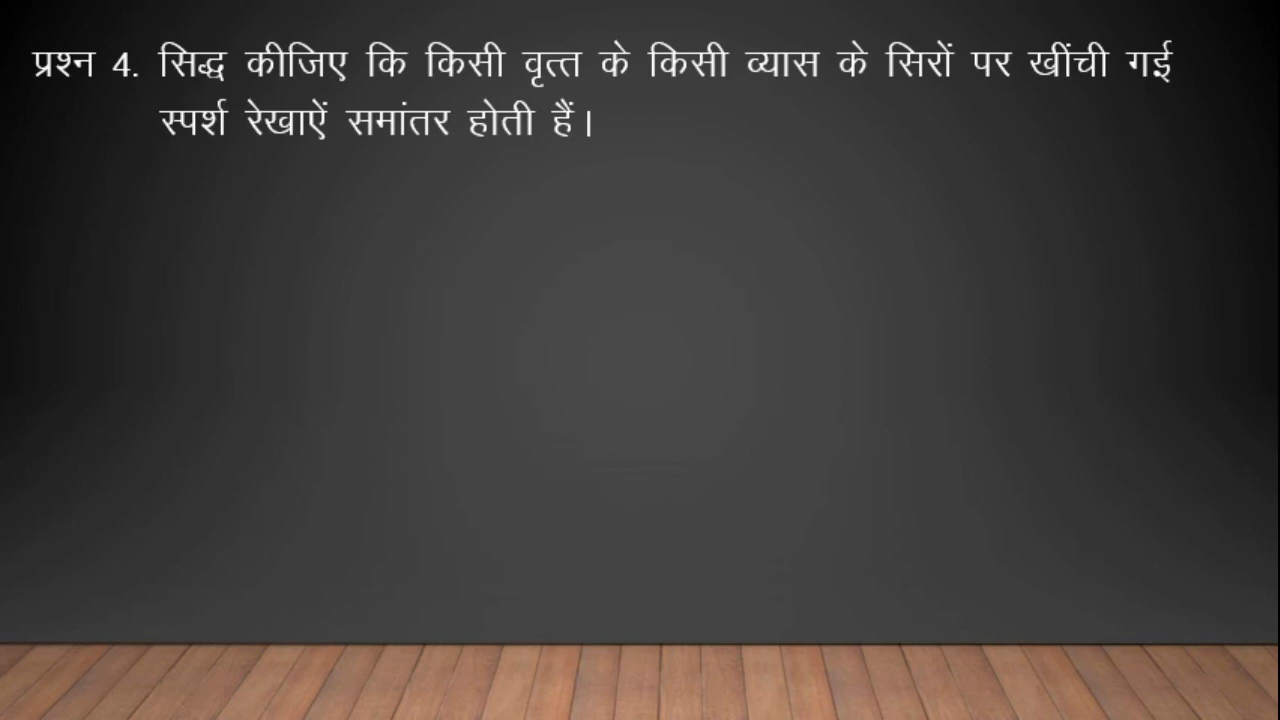 प्रश्न 4. सिद्ध कीजिए कि किसी वृत्त के किसी व्यास के सिरों पर खींची गई
स्पर्श रेखाऐं समांतर होती हैं।